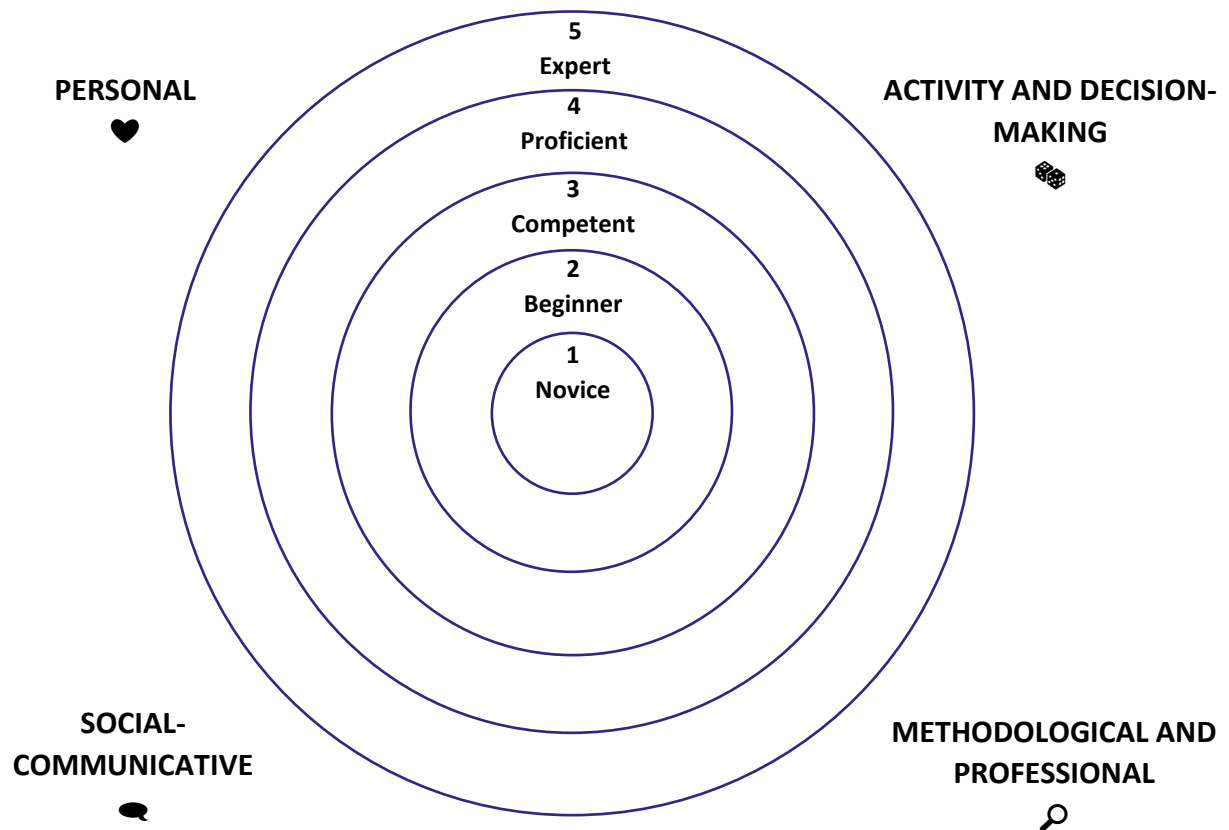 5
Expert
PERSONAL
ACTIVITY AND DECISION-
MAKING
4
Proficient
3
Competent
2
Beginner
1
Novice
SOCIAL-
COMMUNICATIVE
METHODOLOGICAL AND
PROFESSIONAL